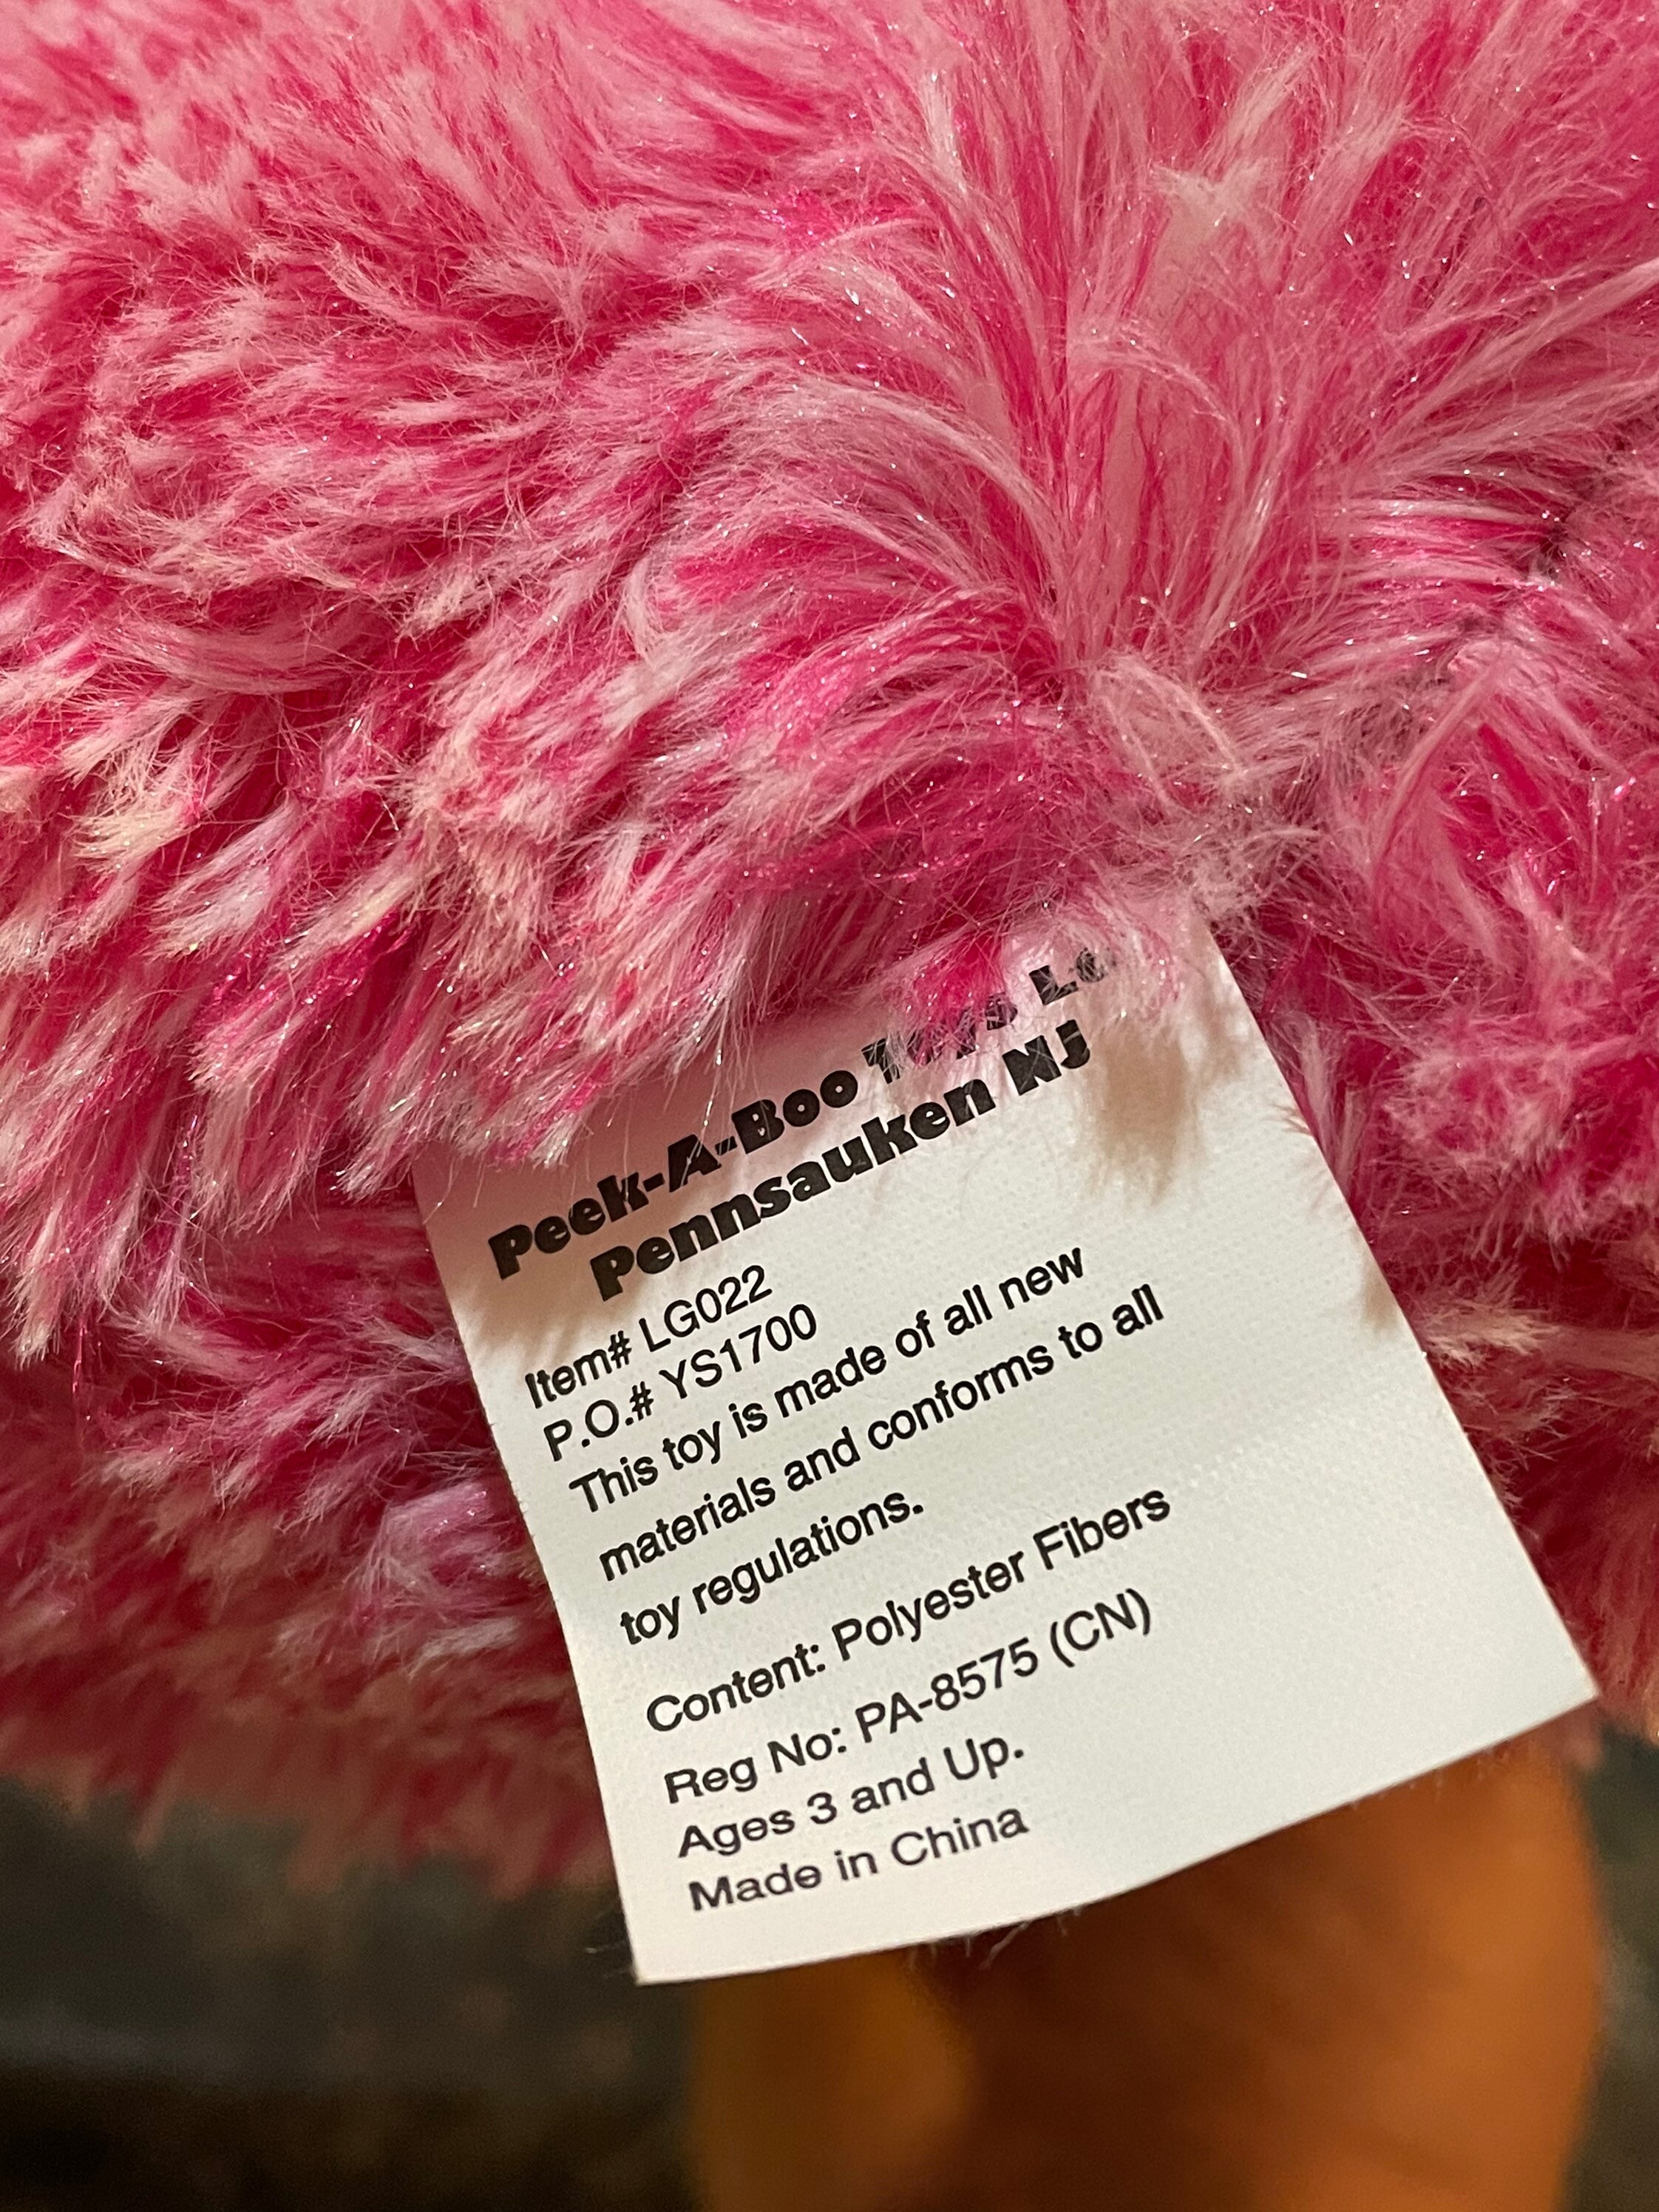 Peek-A-Boo Toys
Pennsauken NJ
Item# LG022
P.O.# YS1700
This toy is made of all new
materials and conforms to all
toy regulations.
Content: Polyester Fibers
Reg No: PA-8575 (CN)
Ages 3 and Up.
Made in China